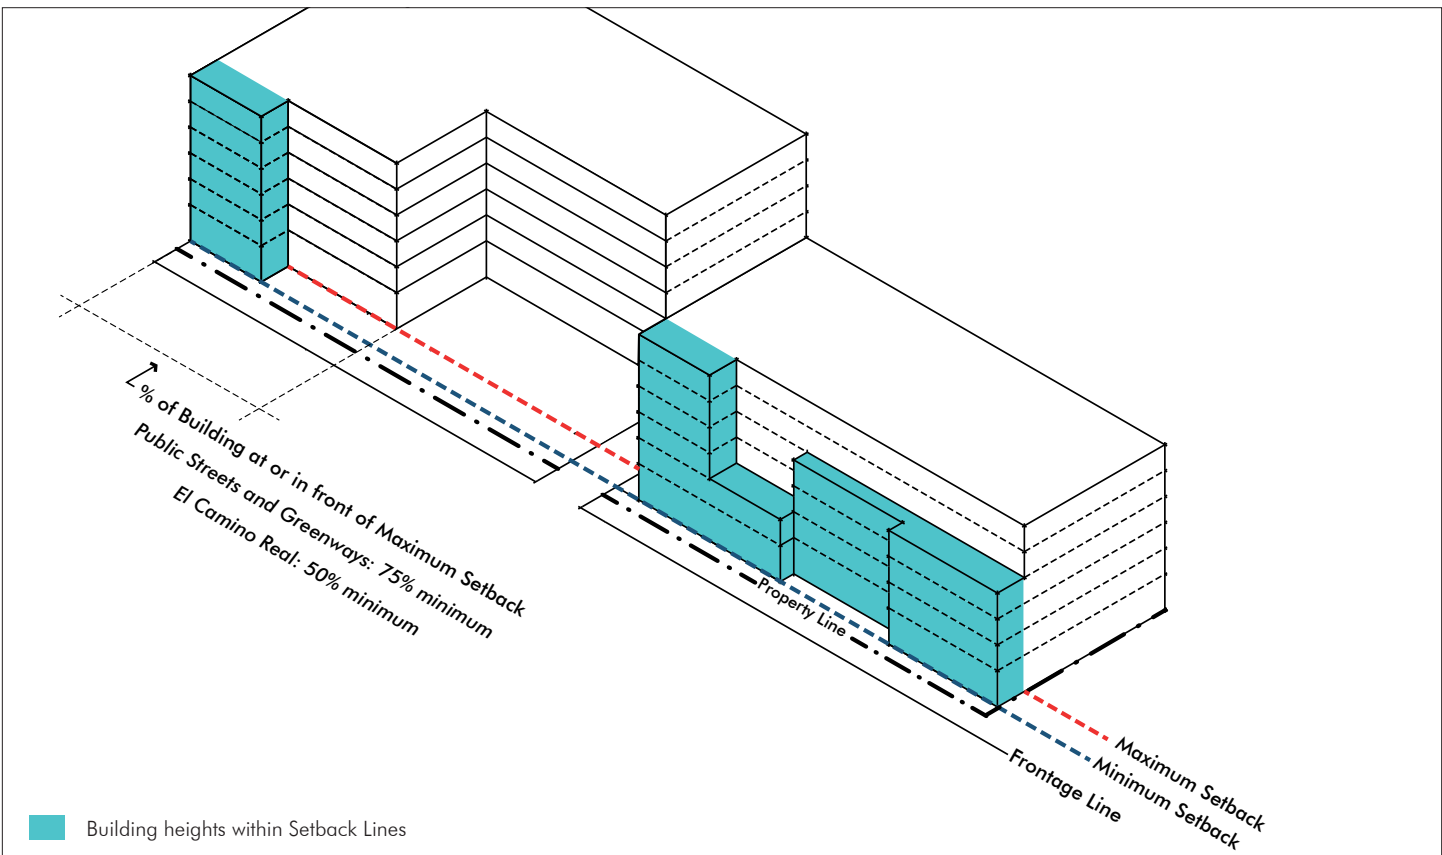 % of Building at or in front of Maximum Setback
Public Streets and Greenways: 75% minimum
El Camino Real: 50% minimum
Property Line
Maximum Setback
Minimum Setback
Frontage Line
Building heights within Setback Lines